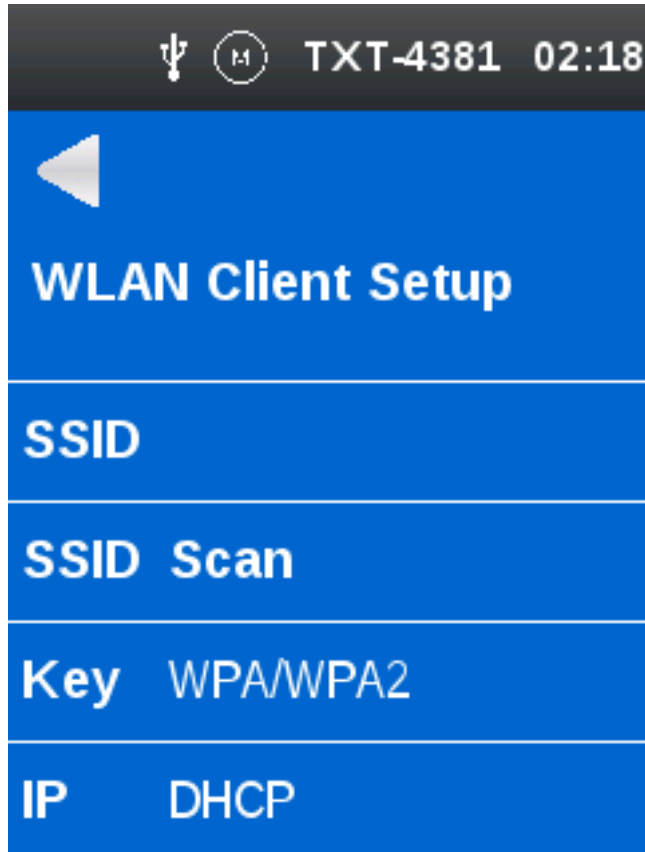 M TXT-4381 02:18
WLAN Client Setup
SSID
SSID Scan
Key WPA/WPA2
IP DHCP